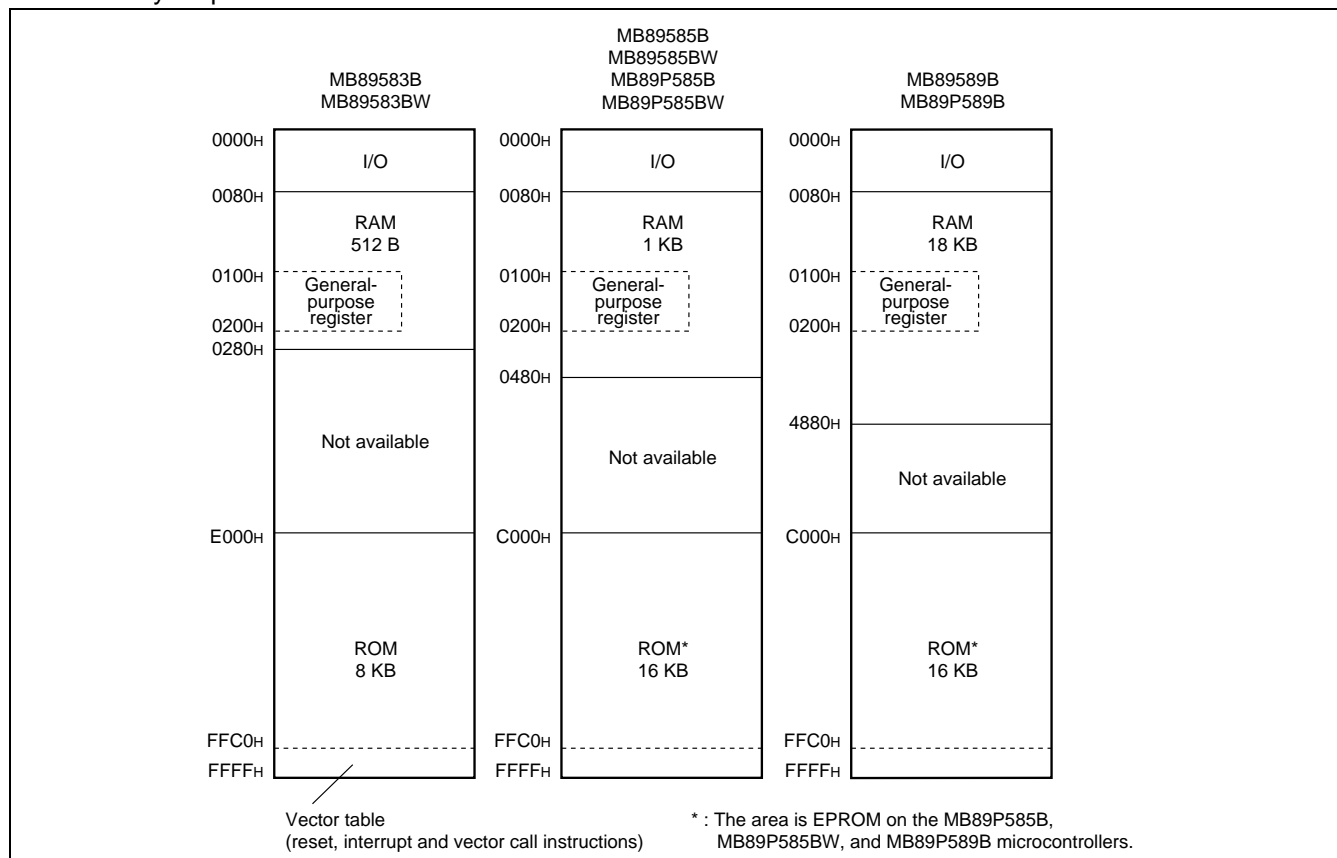 MB89583B
MB89583BW
0000H
I/O
0080H
RAM
512 B
0100H
General-
purpose
register
0200H
0280H
Not available
E000H
ROM
8 KB
FFC0H
FFFFH
Vector table
(reset, interrupt and vector call instructions)
MB89585B
MB89585BW
MB89P585B
MB89P585BW
0000H
I/O
0080H
RAM
1 KB
0100H
General-
purpose
register
0200H
0480H
Not available
C000H
ROM*
16 KB
FFC0H
FFFFH
MB89589B
MB89P589B
0000H
I/O
0080H
RAM
18 KB
0100H
General-
purpose
register
0200H
4880H
Not available
C000H
ROM*
16 KB
FFC0H
FFFFH
* : The area is EPROM on the MB89P585B,
MB89P585BW, and MB89P589B microcontrollers.